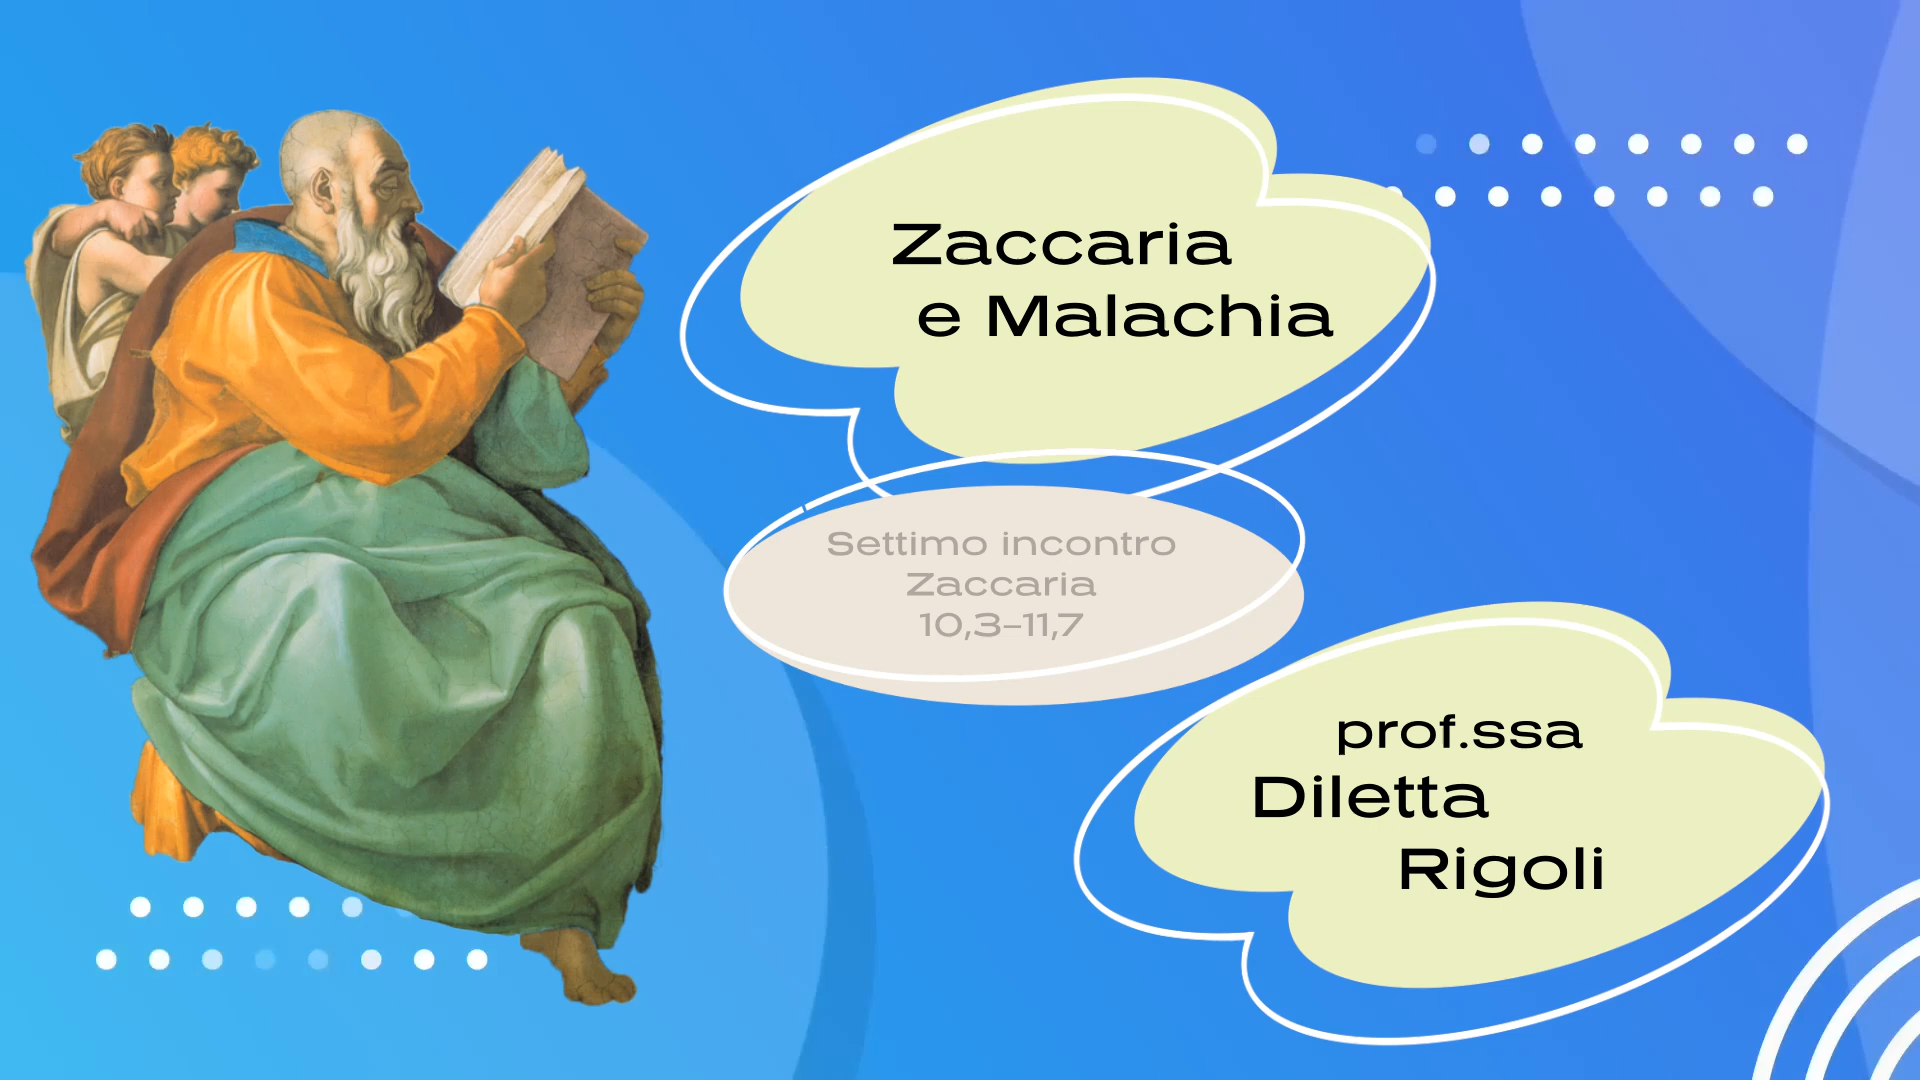 Zaccaria
e Malachia
Settimo incontro
Zaccaria
10,3–11,7
prof.ssa
Diletta
Rigoli